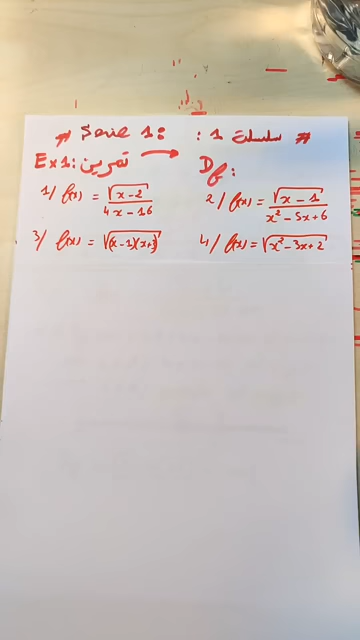 # Serie 1: : 1 سلسلة #
Ex1: تمرين → Df:
1/ f(x) = √(x-2) / (4x-16)
2/ f(x) = √(x-1) / (x²-5x+6)
3/ f(x) = √((x-1)(x+3))
4/ f(x) = √(x²-3x+2)